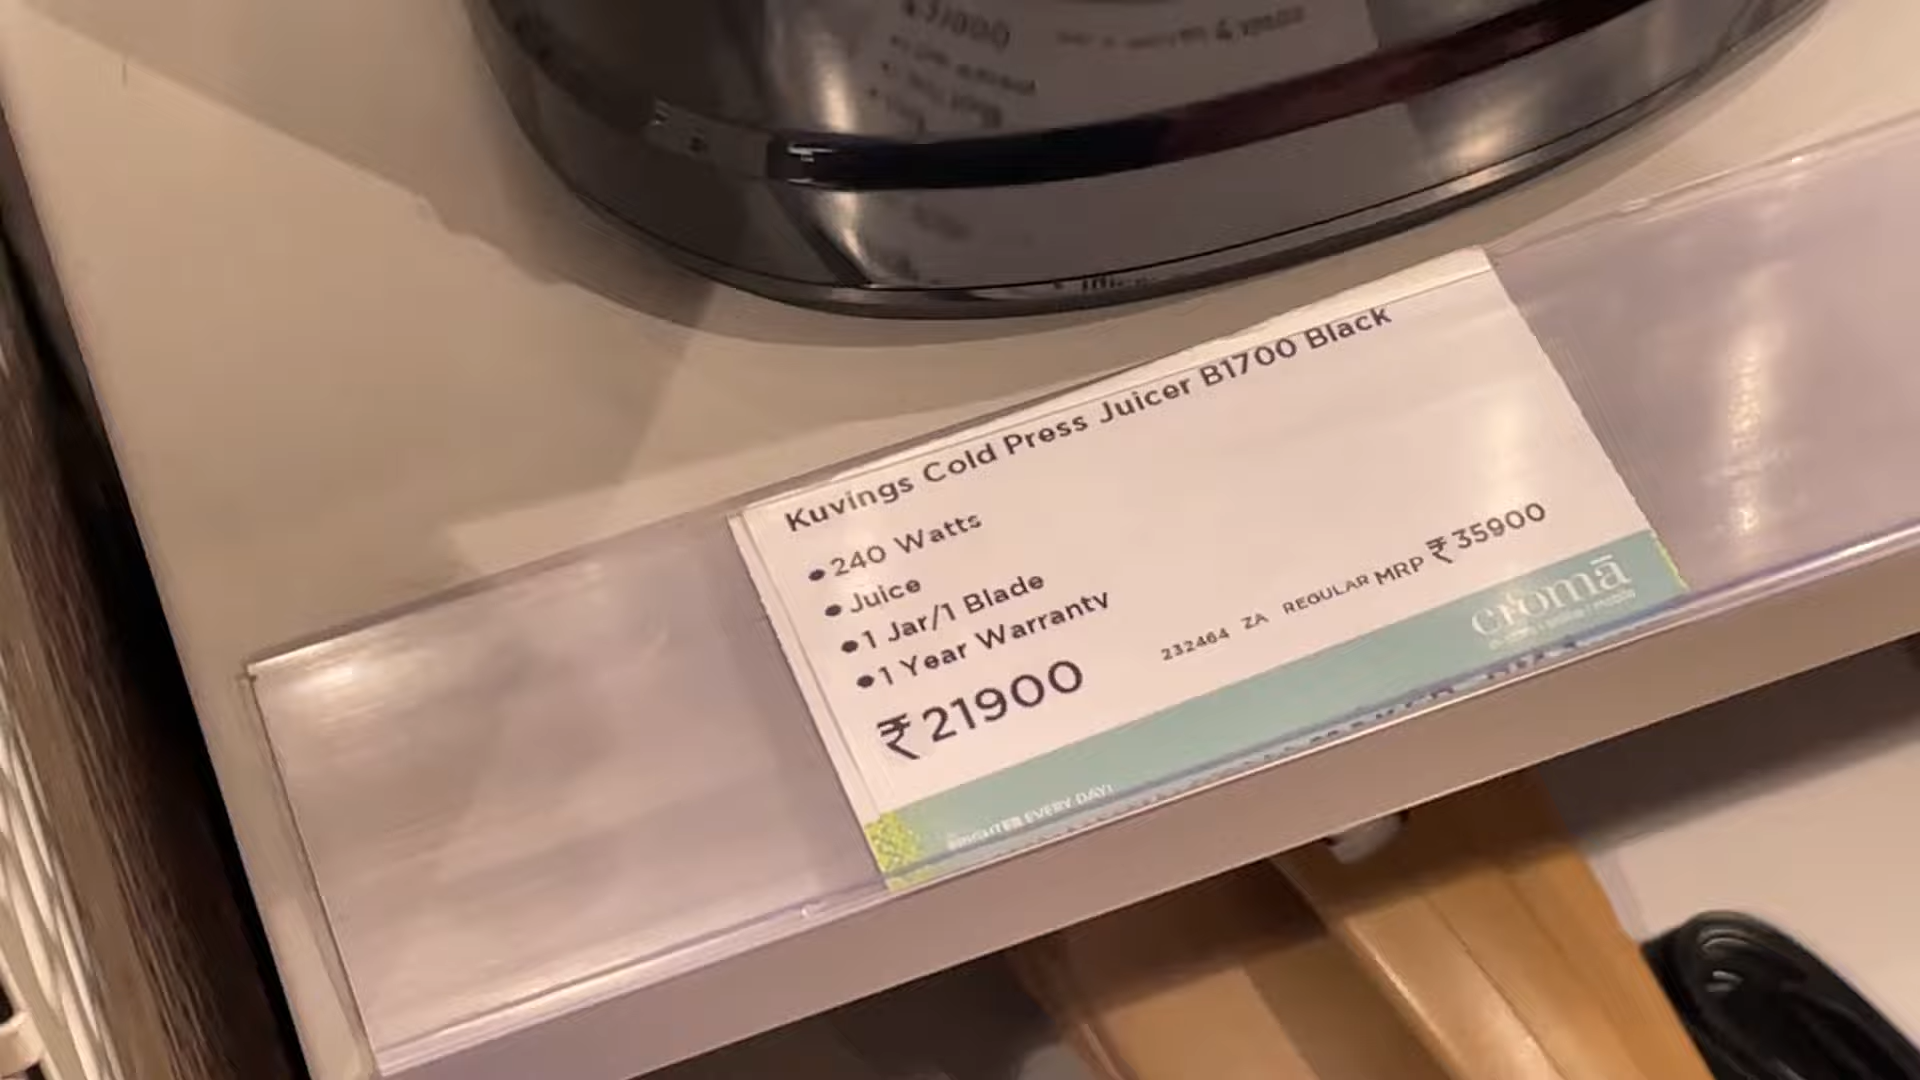 Kuvings Cold Press Juicer B1700 Black
•240 Watts
•Juice
•1 Jar/1 Blade
•1 Year Warranty
₹21900
232464 ZA REGULAR MRP ₹35900
cromā
BRIGHTER EVERY DAY!